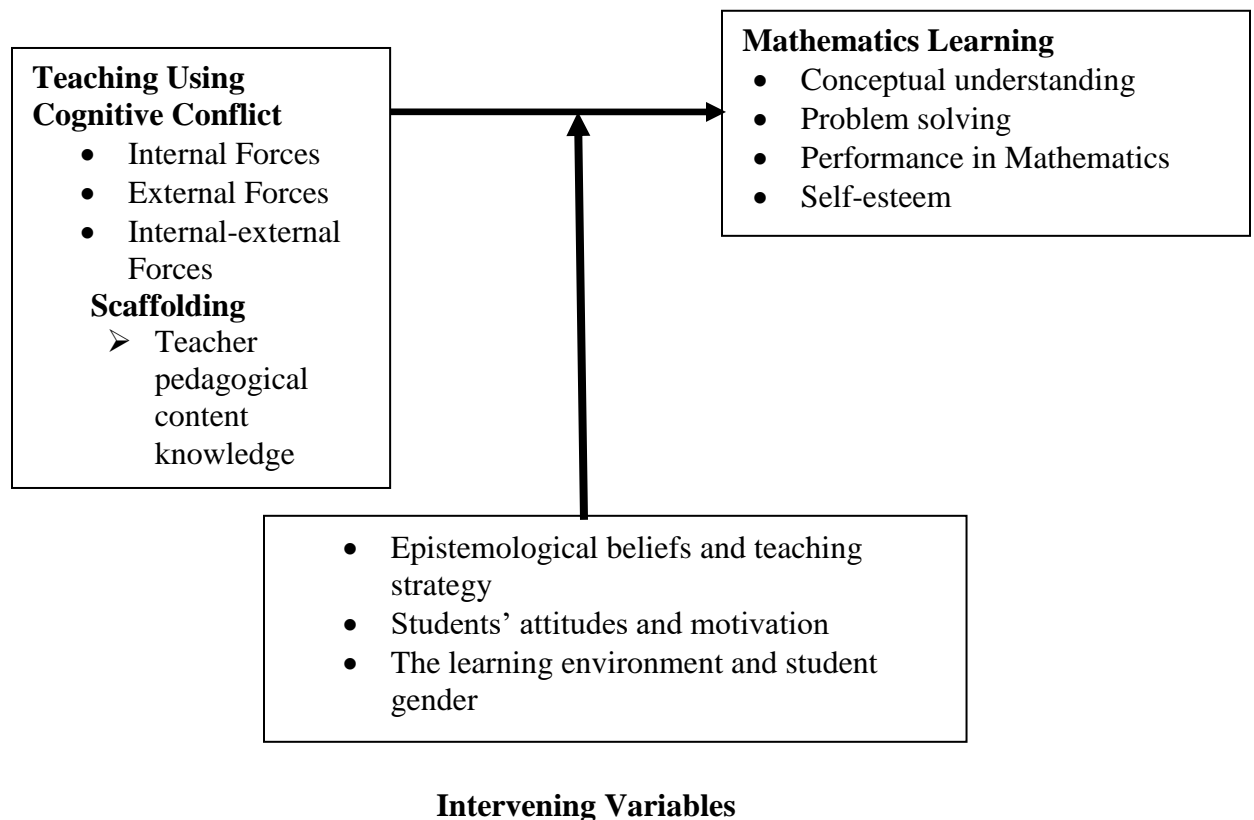 Teaching Using
Cognitive Conflict
• Internal Forces
• External Forces
• Internal-external
Forces
Scaffolding
➢ Teacher
pedagogical
content
knowledge
Mathematics Learning
• Conceptual understanding
• Problem solving
• Performance in Mathematics
• Self-esteem
• Epistemological beliefs and teaching
strategy
• Students’ attitudes and motivation
• The learning environment and student
gender
Intervening Variables